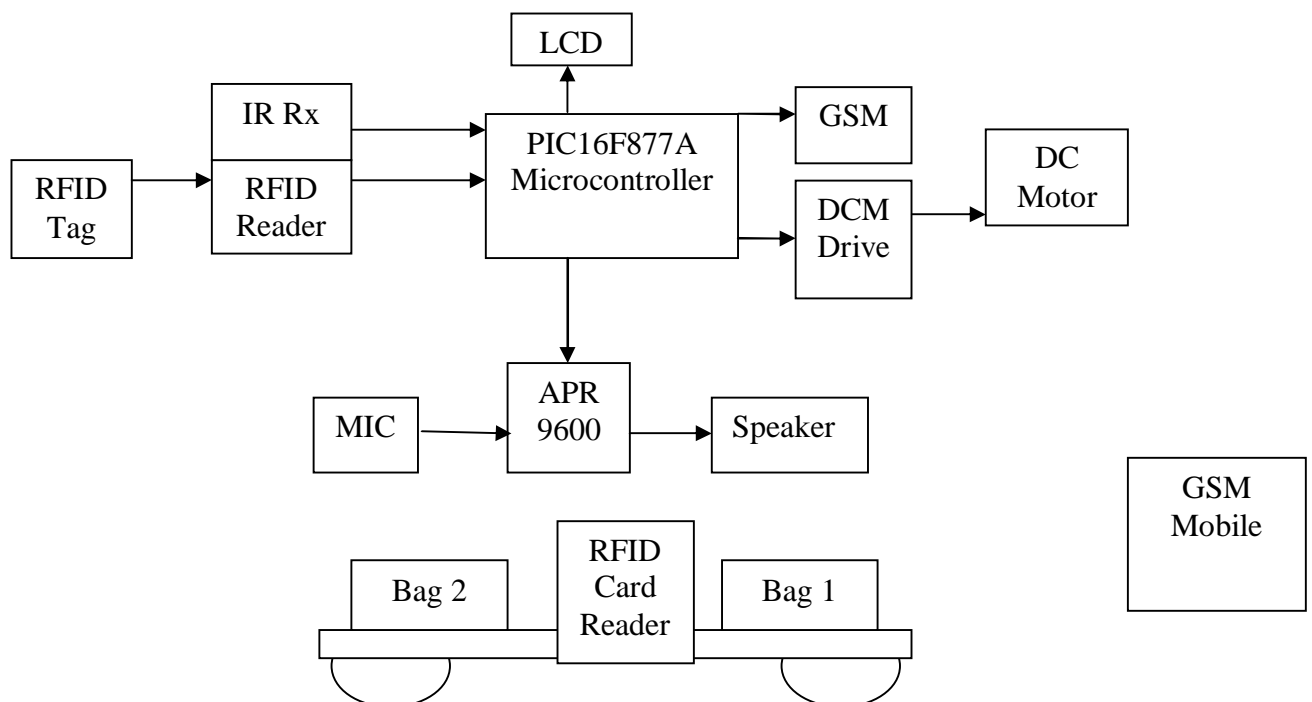 LCD
IR Rx
PIC16F877A
Microcontroller
GSM
DC
Motor
RFID
Tag
RFID
Reader
DCM
Drive
MIC
APR
9600
Speaker
GSM
Mobile
Bag 2
RFID
Card
Reader
Bag 1